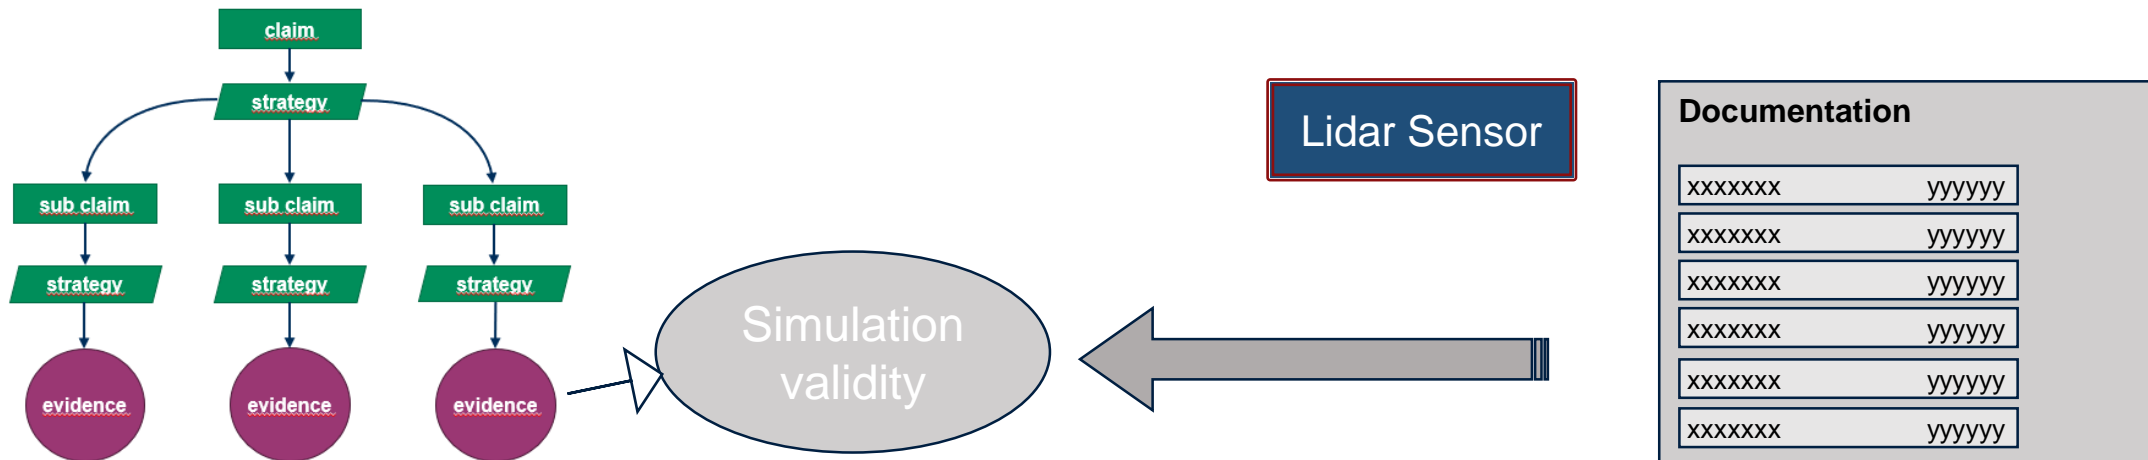 claim
strategy
sub claim
sub claim
sub claim
strategy
strategy
strategy
evidence
evidence
evidence
Simulation
validity
Lidar Sensor
Documentation
xxxxxxx yyyyyy
xxxxxxx yyyyyy
xxxxxxx yyyyyy
xxxxxxx yyyyyy
xxxxxxx yyyyyy
xxxxxxx yyyyyy